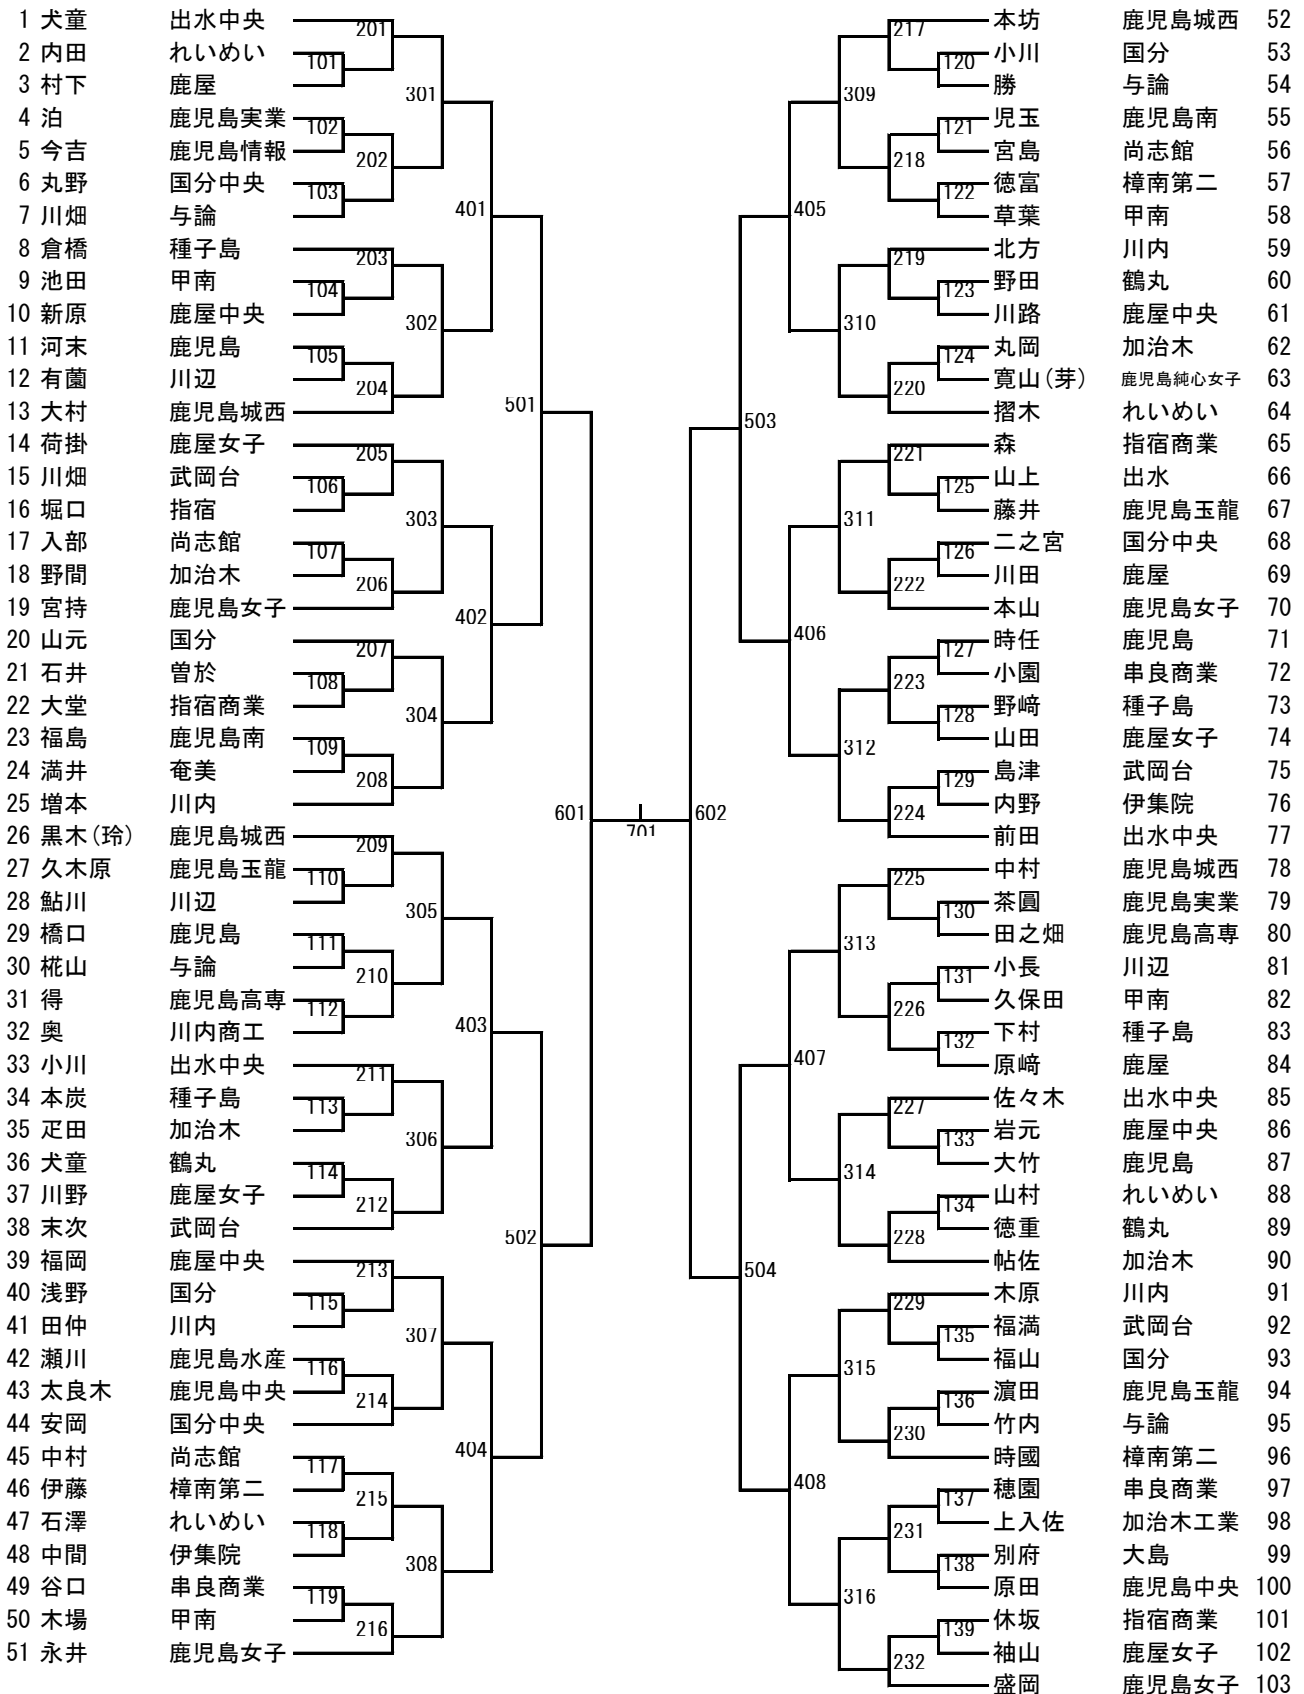 1 犬童 出水中央
2 内田 れいめい
3 村下 鹿屋
4 泊 鹿児島実業
5 今吉 鹿児島情報
6 丸野 国分中央
7 川畑 与論
8 倉橋 種子島
9 池田 甲南
10 新原 鹿屋中央
11 河末 鹿児島
12 有薗 川辺
13 大村 鹿児島城西
14 荷掛 鹿屋女子
15 川畑 武岡台
16 堀口 指宿
17 入部 尚志館
18 野間 加治木
19 宮持 鹿児島女子
20 山元 国分
21 石井 曽於
22 大堂 指宿商業
23 福島 鹿児島南
24 満井 奄美
25 増本 川内
26 黒木(玲) 鹿児島城西
27 久木原 鹿児島玉龍
28 鮎川 川辺
29 橋口 鹿児島
30 椛山 与論
31 得 鹿児島高専
32 奥 川内商工
33 小川 出水中央
34 本炭 種子島
35 疋田 加治木
36 犬童 鶴丸
37 川野 鹿屋女子
38 末次 武岡台
39 福岡 鹿屋中央
40 浅野 国分
41 田仲 川内
42 瀬川 鹿児島水産
43 太良木 鹿児島中央
44 安岡 国分中央
45 中村 尚志館
46 伊藤 樟南第二
47 石澤 れいめい
48 中間 伊集院
49 谷口 串良商業
50 木場 甲南
51 永井 鹿児島女子
101
102
103
104
105
106
107
108
109
110
111
112
113
114
115
116
117
118
119
201
202
203
204
205
206
207
208
209
210
211
212
213
214
215
216
301
302
303
304
305
306
307
308
401
402
403
404
501
502
601
701
602
503
504
405
406
407
408
309
310
311
312
313
314
315
316
217
218
219
220
221
222
223
224
225
226
227
228
229
230
231
232
120
121
122
123
124
125
126
127
128
129
130
131
132
133
134
135
136
137
138
139
本坊 鹿児島城西 52
小川 国分 53
勝 与論 54
児玉 鹿児島南 55
宮島 尚志館 56
徳富 樟南第二 57
草葉 甲南 58
北方 川内 59
野田 鶴丸 60
川路 鹿屋中央 61
丸岡 加治木 62
寛山(芽) 鹿児島純心女子 63
摺木 れいめい 64
森 指宿商業 65
山上 出水 66
藤井 鹿児島玉龍 67
二之宮 国分中央 68
川田 鹿屋 69
本山 鹿児島女子 70
時任 鹿児島 71
小園 串良商業 72
野﨑 種子島 73
山田 鹿屋女子 74
島津 武岡台 75
内野 伊集院 76
前田 出水中央 77
中村 鹿児島城西 78
茶圓 鹿児島実業 79
田之畑 鹿児島高専 80
小長 川辺 81
久保田 甲南 82
下村 種子島 83
原﨑 鹿屋 84
佐々木 出水中央 85
岩元 鹿屋中央 86
大竹 鹿児島 87
山村 れいめい 88
徳重 鶴丸 89
帖佐 加治木 90
木原 川内 91
福満 武岡台 92
福山 国分 93
濵田 鹿児島玉龍 94
竹内 与論 95
時國 樟南第二 96
穂園 串良商業 97
上入佐 加治木工業 98
別府 大島 99
原田 鹿児島中央 100
休坂 指宿商業 101
袖山 鹿屋女子 102
盛岡 鹿児島女子 103